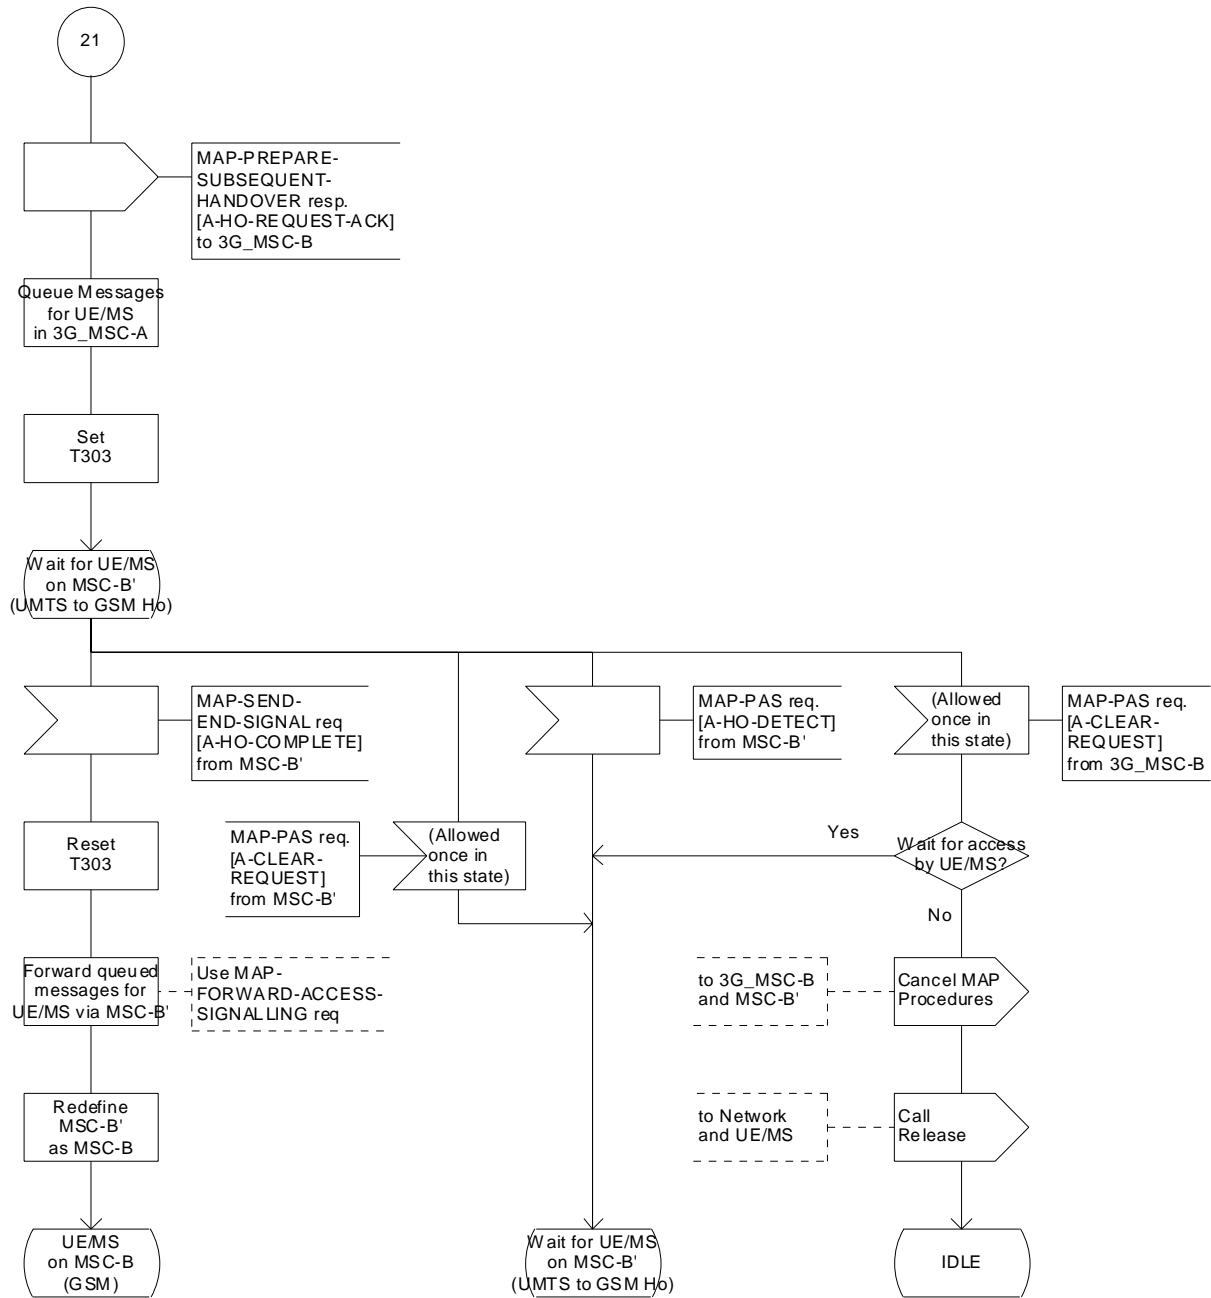 21
MAP-PREPARE-
SUBSEQUENT-
HANDOVER resp.
[A-HO-REQUEST-ACK]
to 3G_MSC-B
Queue Messages
for UE/MS
in 3G_MSC-A
Set
T303
Wait for UE/MS
on MSC-B'
(UMTS to GSM Ho)
MAP-SEND-
END-SIGNAL req
[A-HO-COMPLETE]
from MSC-B'
MAP-PAS req.
[A-HO-DETECT]
from MSC-B'
(Allowed
once in
this state)
MAP-PAS req.
[A-CLEAR-
REQUEST]
from 3G_MSC-B
Reset
T303
MAP-PAS req.
[A-CLEAR-
REQUEST]
from MSC-B'
(Allowed
once in
this state)
Yes
Wait for access
by UE/MS?
No
Forward queued
messages for
UE/MS via MSC-B'
Use MAP-
FORWARD-ACCESS-
SIGNALLING req
to 3G_MSC-B
and MSC-B'
Cancel MAP
Procedures
Redefine
MSC-B'
as MSC-B
to Network
and UE/MS
Call
Release
UE/MS
on MSC-B
(GSM)
Wait for UE/MS
on MSC-B'
(UMTS to GSM Ho)
IDLE